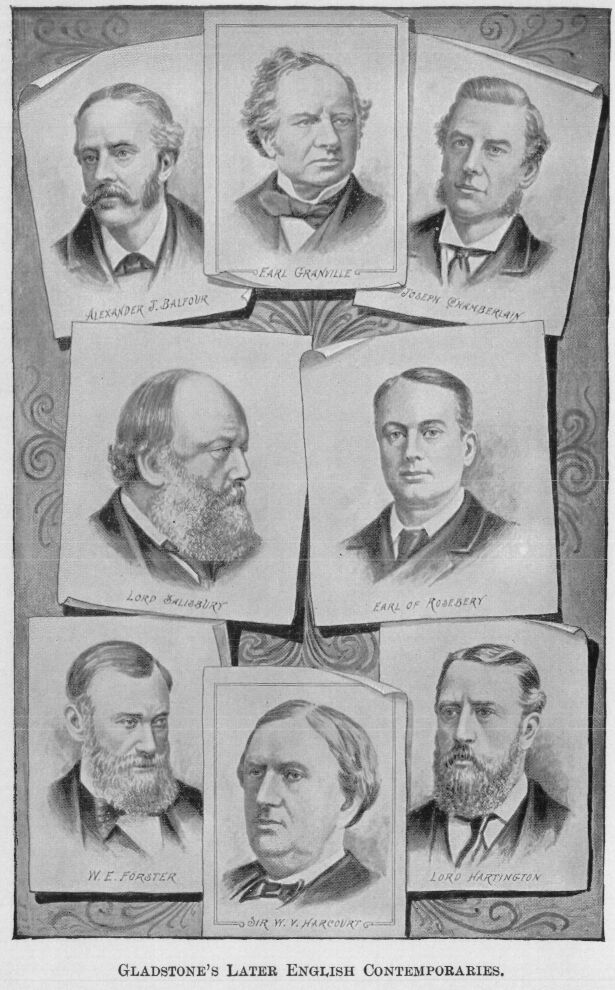 EARL GRANVILLE
ALEXANDER J. BALFOUR
JOSEPH CHAMBERLAIN
LORD SALISBURY
EARL OF ROSEBERY
W. E. FORSTER
SIR W. V. HARCOURT
LORD HARTINGTON
GLADSTONE'S LATER ENGLISH CONTEMPORARIES.